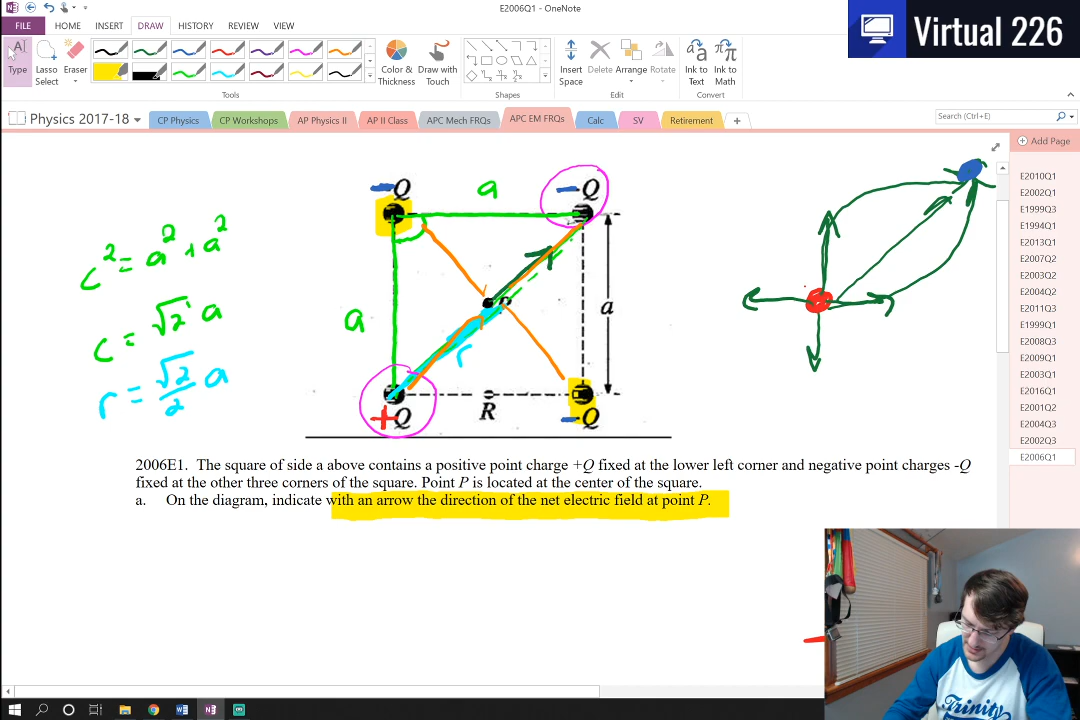 E2006Q1 - OneNote
FILE HOME INSERT DRAW HISTORY REVIEW VIEW
Virtual 226
Type
Lasso Select
Eraser
Color & Thickness
Draw with Touch
Insert Space
Delete
Arrange
Rotate
Ink to Text
Ink to Math
Tools
Shapes
Edit
Convert
Physics 2017-18
CP Physics CP Workshops AP Physics II AP II Class APC Mech FRQs APC EM FRQs Calc SV Retirement +
Search (Ctrl+E)
Add Page
E2010Q1
E2002Q1
E1999Q3
E1994Q1
E2013Q1
E2007Q2
E2003Q2
E2004Q2
E2011Q3
E1999Q1
E2008Q3
E2009Q1
E2003Q1
E2016Q1
E2001Q2
E2004Q3
E2002Q3
E2006Q1
-Q a -Q
c² = a² + a²
c = √2 a
r = √2/2 a
a
r
a
+Q R -Q
2006E1. The square of side a above contains a positive point charge +Q fixed at the lower left corner and negative point charges -Q
fixed at the other three corners of the square. Point P is located at the center of the square.
a. On the diagram, indicate with an arrow the direction of the net electric field at point P.
Trinity